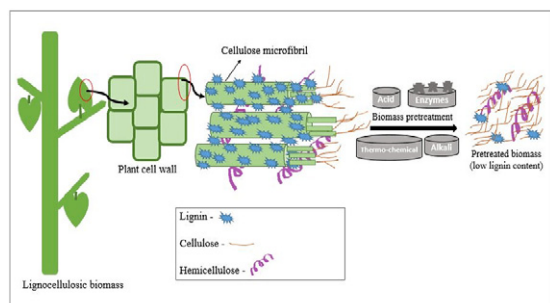 Cellulose microfibril
Acid
Enzymes
Biomass pretreatment
Thermo-chemical
Alkali
Plant cell wall
Pretreated biomass
(low lignin content)
Lignin -
Cellulose -
Hemicellulose -
Lignocellulosic biomass